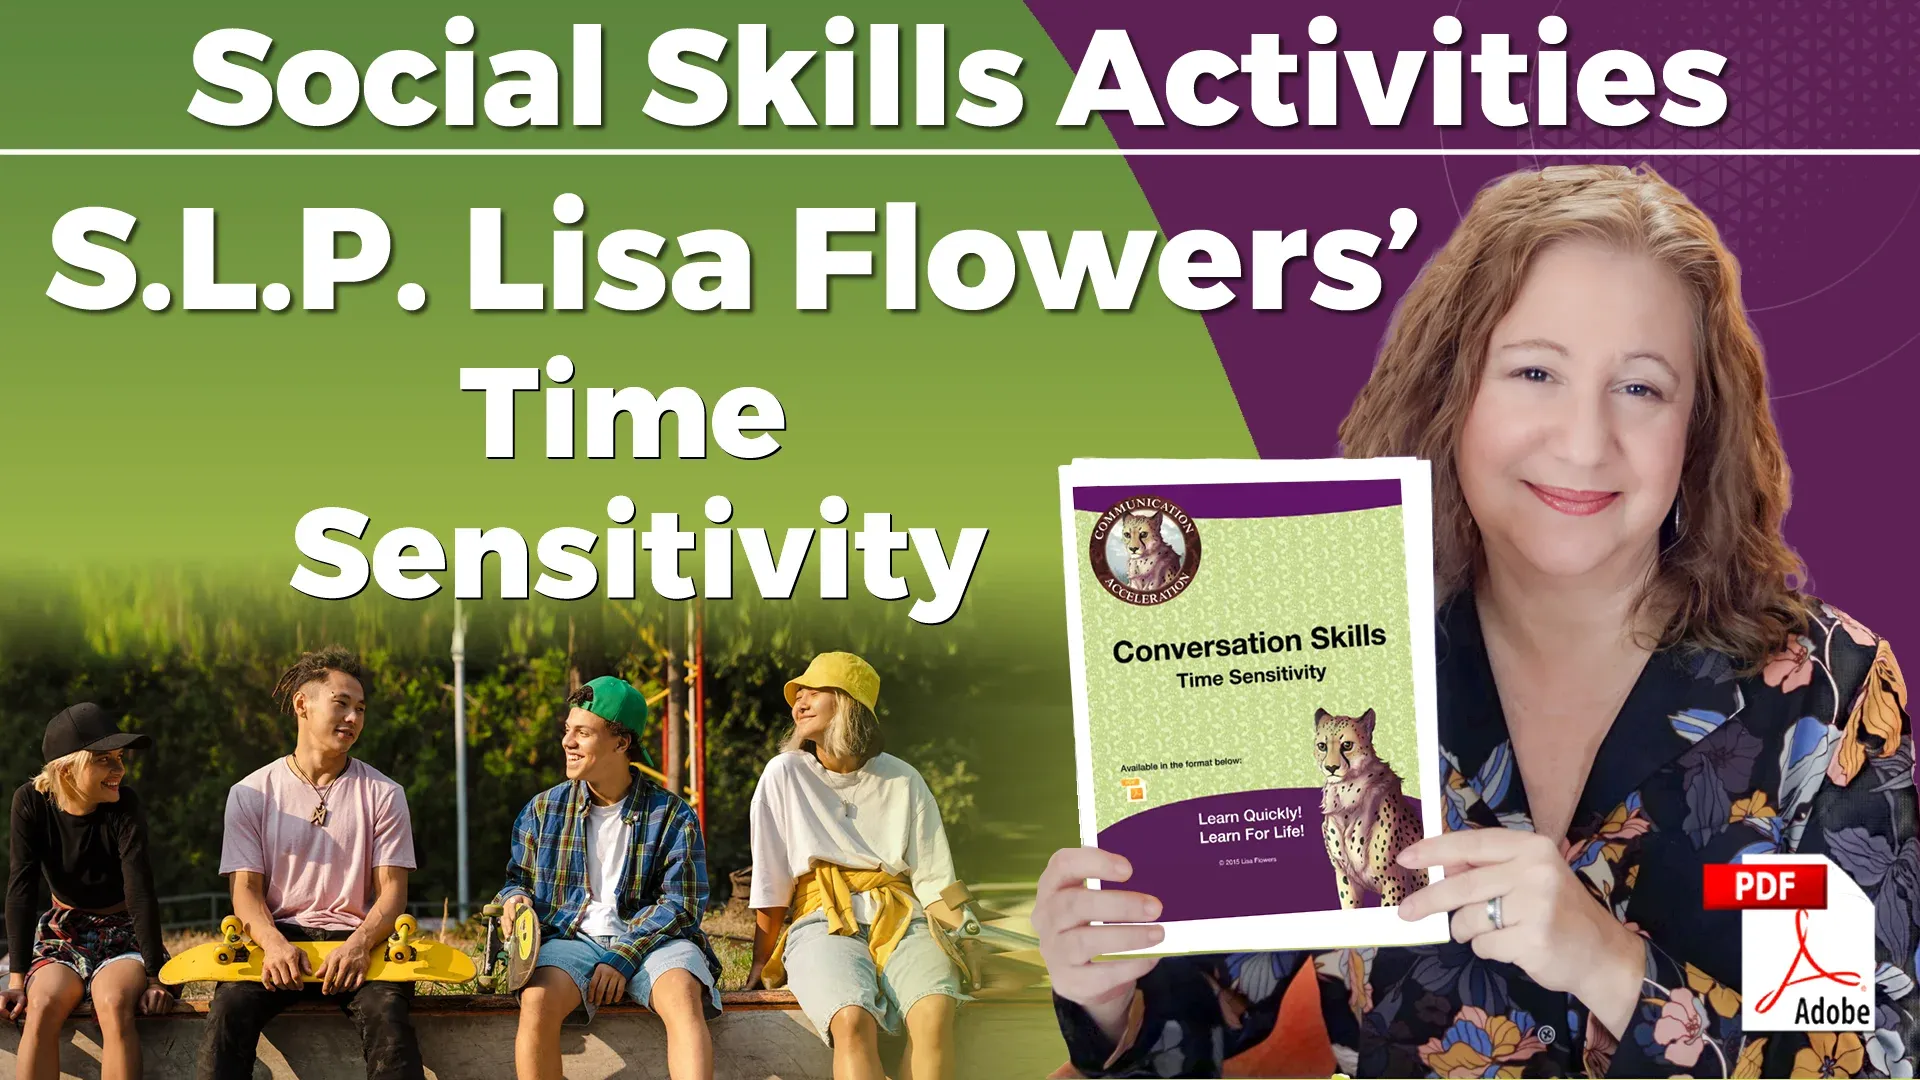 Social Skills Activities
S.L.P. Lisa Flowers’
Time
Sensitivity
COMMUNICATION
ACCELERATION
Conversation Skills
Time Sensitivity
Available in the format below:
Learn Quickly!
Learn For Life!
© 2015 Lisa Flowers
PDF
Adobe